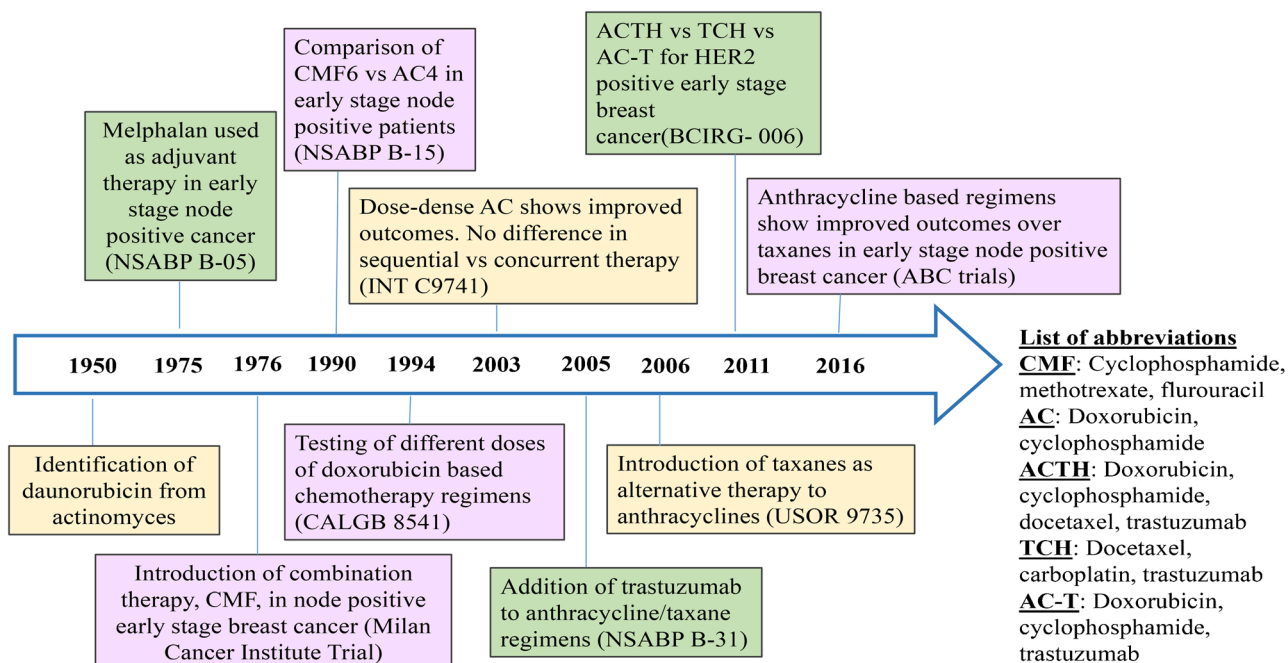 Comparison of
CMF6 vs AC4 in
early stage node
positive patients
(NSABP B-15)
ACTH vs TCH vs
AC-T for HER2
positive early stage
breast
cancer(BCIRG- 006)
Melphalan used
as adjuvant
therapy in early
stage node
positive cancer
(NSABP B-05)
Dose-dense AC shows improved
outcomes. No difference in
sequential vs concurrent therapy
(INT C9741)
Anthracycline based regimens
show improved outcomes over
taxanes in early stage node positive
breast cancer (ABC trials)
1950 1975 1976 1990 1994 2003 2005 2006 2011 2016
Identification of
daunorubicin from
actinomyces
Testing of different doses
of doxorubicin based
chemotherapy regimens
(CALGB 8541)
Introduction of taxanes as
alternative therapy to
anthracyclines (USOR 9735)
Introduction of combination
therapy, CMF, in node positive
early stage breast cancer (Milan
Cancer Institute Trial)
Addition of trastuzumab
to anthracycline/taxane
regimens (NSABP B-31)
List of abbreviations
CMF: Cyclophosphamide,
methotrexate, flurouracil
AC: Doxorubicin,
cyclophosphamide
ACTH: Doxorubicin,
cyclophosphamide,
docetaxel, trastuzumab
TCH: Docetaxel,
carboplatin, trastuzumab
AC-T: Doxorubicin,
cyclophosphamide,
trastuzumab